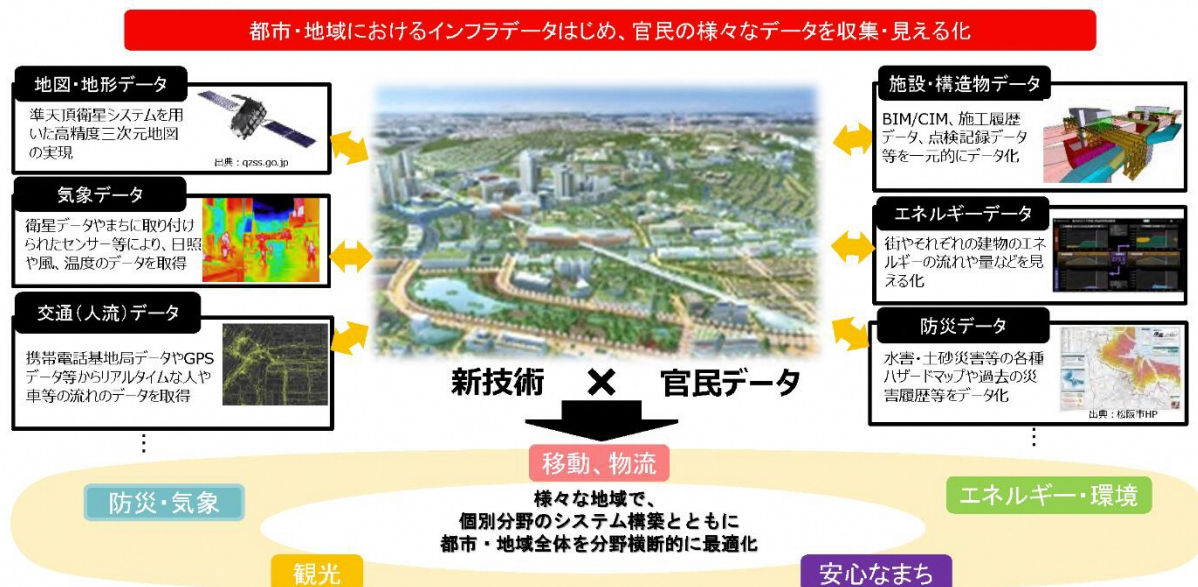 都市・地域におけるインフラデータはじめ、官民の様々なデータを収集・見える化
地図・地形データ
準天頂衛星システムを用
いた高精度三次元地図
の実現
出典：qzss.go.jp
気象データ
衛星データやまちに取り付け
られたセンサー等により、日照
や風、温度のデータを取得
交通（人流）データ
携帯電話基地局データやGPS
データ等からリアルタイムな人や
車等の流れのデータを取得
⋮
施設・構造物データ
BIM/CIM、施工履歴
データ、点検記録データ
等を一元的にデータ化
エネルギーデータ
街やそれぞれの建物のエネ
ルギーの流れや量などを見
える化
防災データ
水害・土砂災害等の各種
ハザードマップや過去の災
害履歴等をデータ化
出典：松阪市HP
⋮
新技術 × 官民データ
移動、物流
防災・気象
エネルギー・環境
様々な地域で、
個別分野のシステム構築とともに
都市・地域全体を分野横断的に最適化
観光
安心なまち